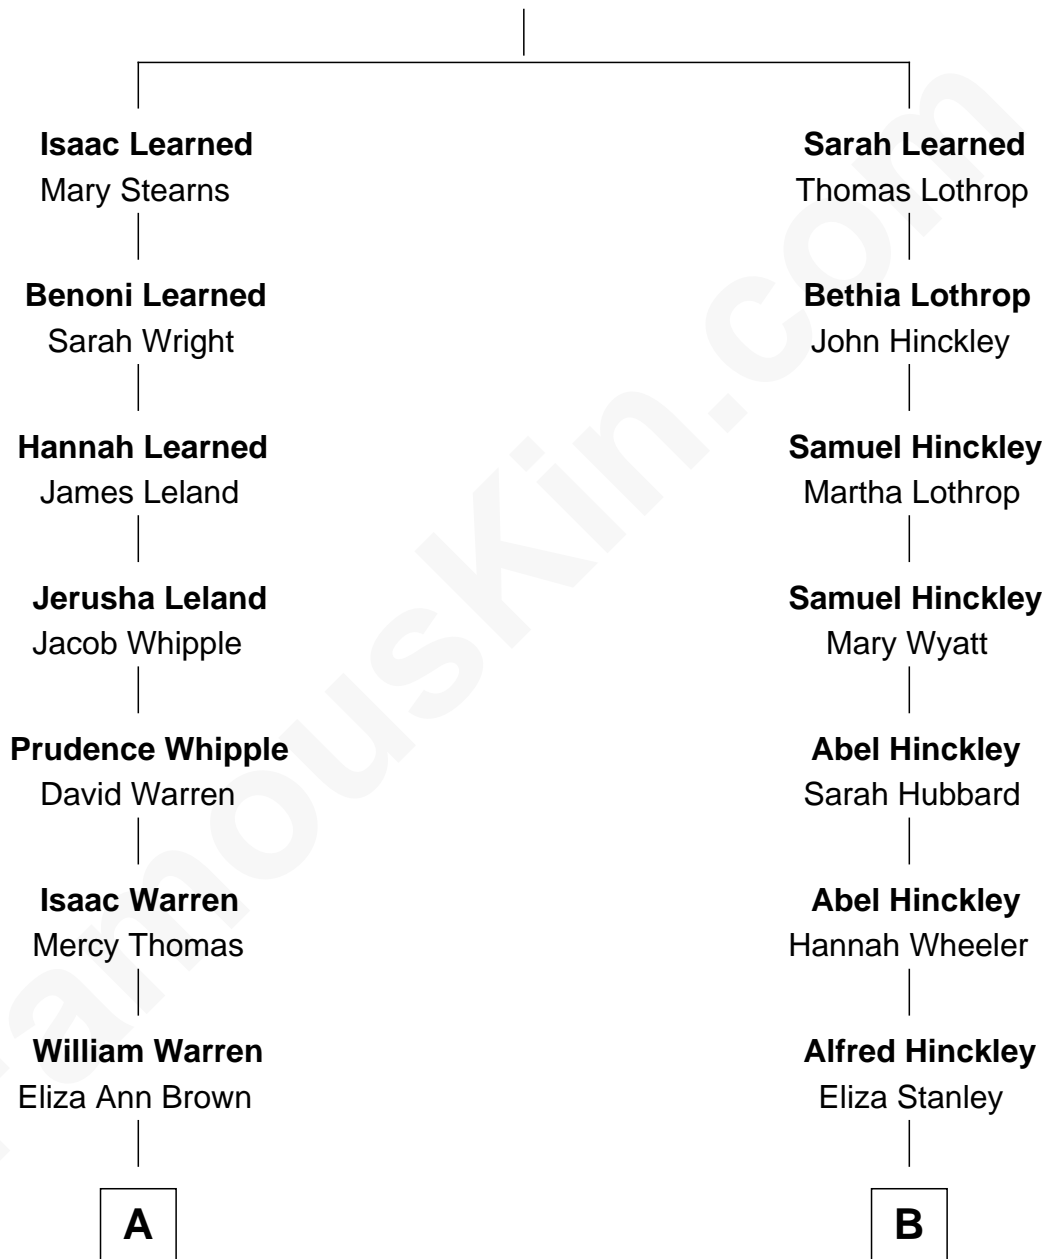 Isaac Learned
Mary Stearns
Sarah Learned
Thomas Lothrop
Benoni Learned
Sarah Wright
Bethia Lothrop
John Hinckley
Hannah Learned
James Leland
Samuel Hinckley
Martha Lothrop
Jerusha Leland
Jacob Whipple
Samuel Hinckley
Mary Wyatt
Prudence Whipple
David Warren
Abel Hinckley
Sarah Hubbard
Isaac Warren
Mercy Thomas
Abel Hinckley
Hannah Wheeler
William Warren
Eliza Ann Brown
Alfred Hinckley
Eliza Stanley
A
B
FamousKin.com